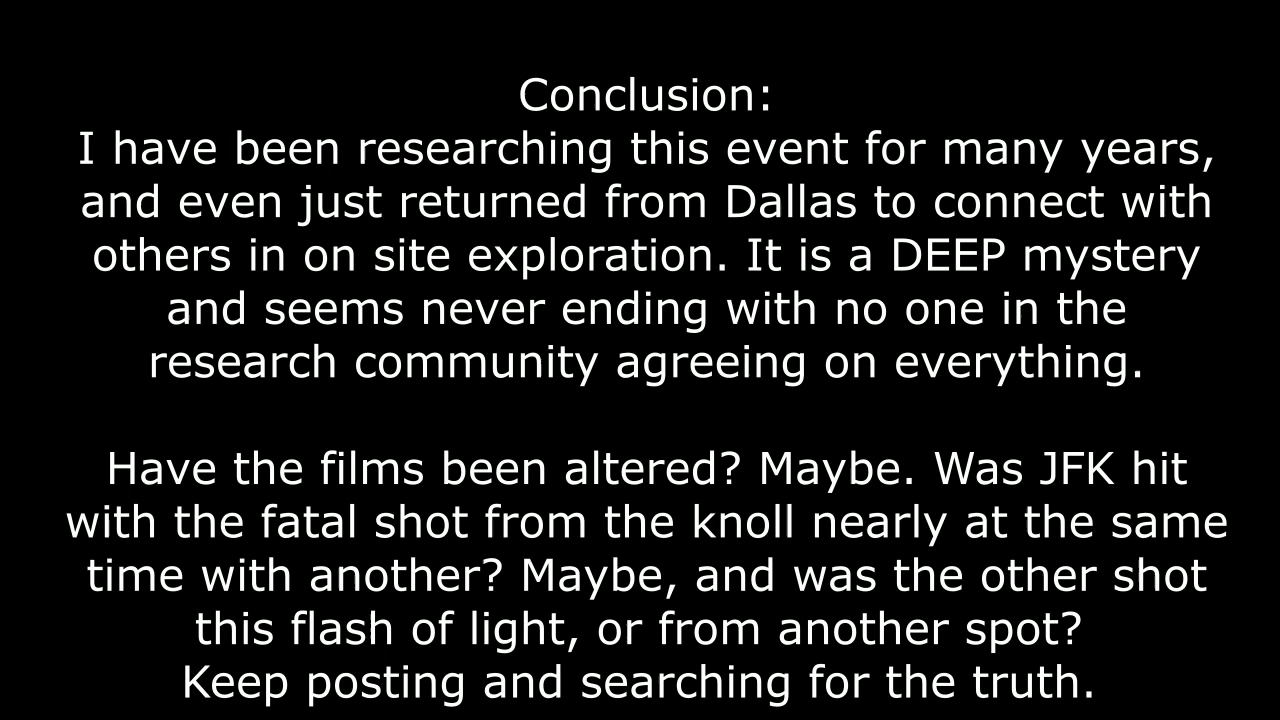 Conclusion:
I have been researching this event for many years,
and even just returned from Dallas to connect with
others in on site exploration. It is a DEEP mystery
and seems never ending with no one in the
research community agreeing on everything.
Have the films been altered? Maybe. Was JFK hit
with the fatal shot from the knoll nearly at the same
time with another? Maybe, and was the other shot
this flash of light, or from another spot?
Keep posting and searching for the truth.